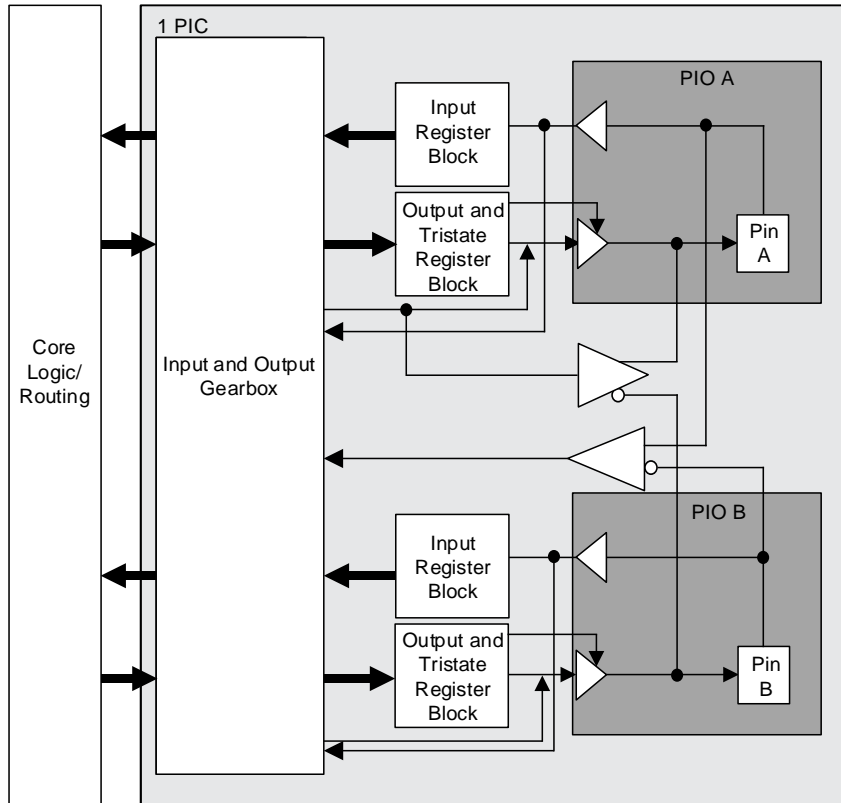 1 PIC
PIO A
Input
Register
Block
Output and
Tristate
Register
Block
Pin
A
Core
Logic/
Routing
Input and Output
Gearbox
PIO B
Input
Register
Block
Output and
Tristate
Register
Block
Pin
B